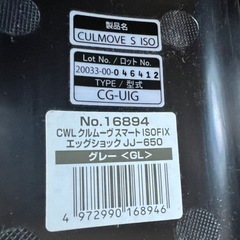 製品名
CULMOVE S ISO
Lot No. / ロット No.
20033-00-046412
TYPE / 型式
CG-UIG
No.16894
CWL クルムーヴスマートISOFIX
エッグショック JJ-650
グレー <GL>
4 972990 168946